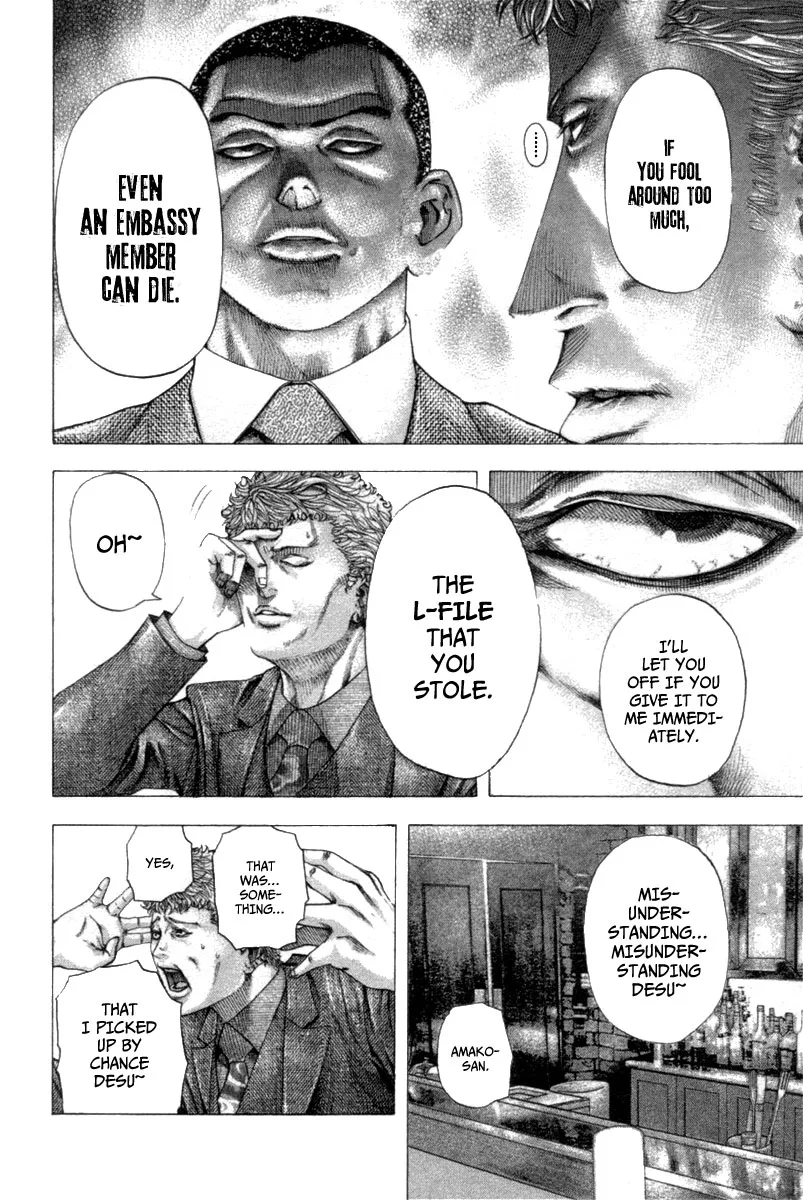 IF
YOU FOOL
AROUND TOO
MUCH,
......
EVEN
AN EMBASSY
MEMBER
CAN DIE.
I'LL
LET YOU
OFF IF YOU
GIVE IT TO
ME IMMEDI-
ATELY.
THE
L-FILE
THAT
YOU
STOLE.
OH~
MIS-
UNDER-
STANDING...
MISUNDER-
STANDING
DESU~
AMAKO-
SAN.
THAT
WAS...
SOME-
THING...
YES,
THAT
I PICKED
UP BY
CHANCE
DESU~